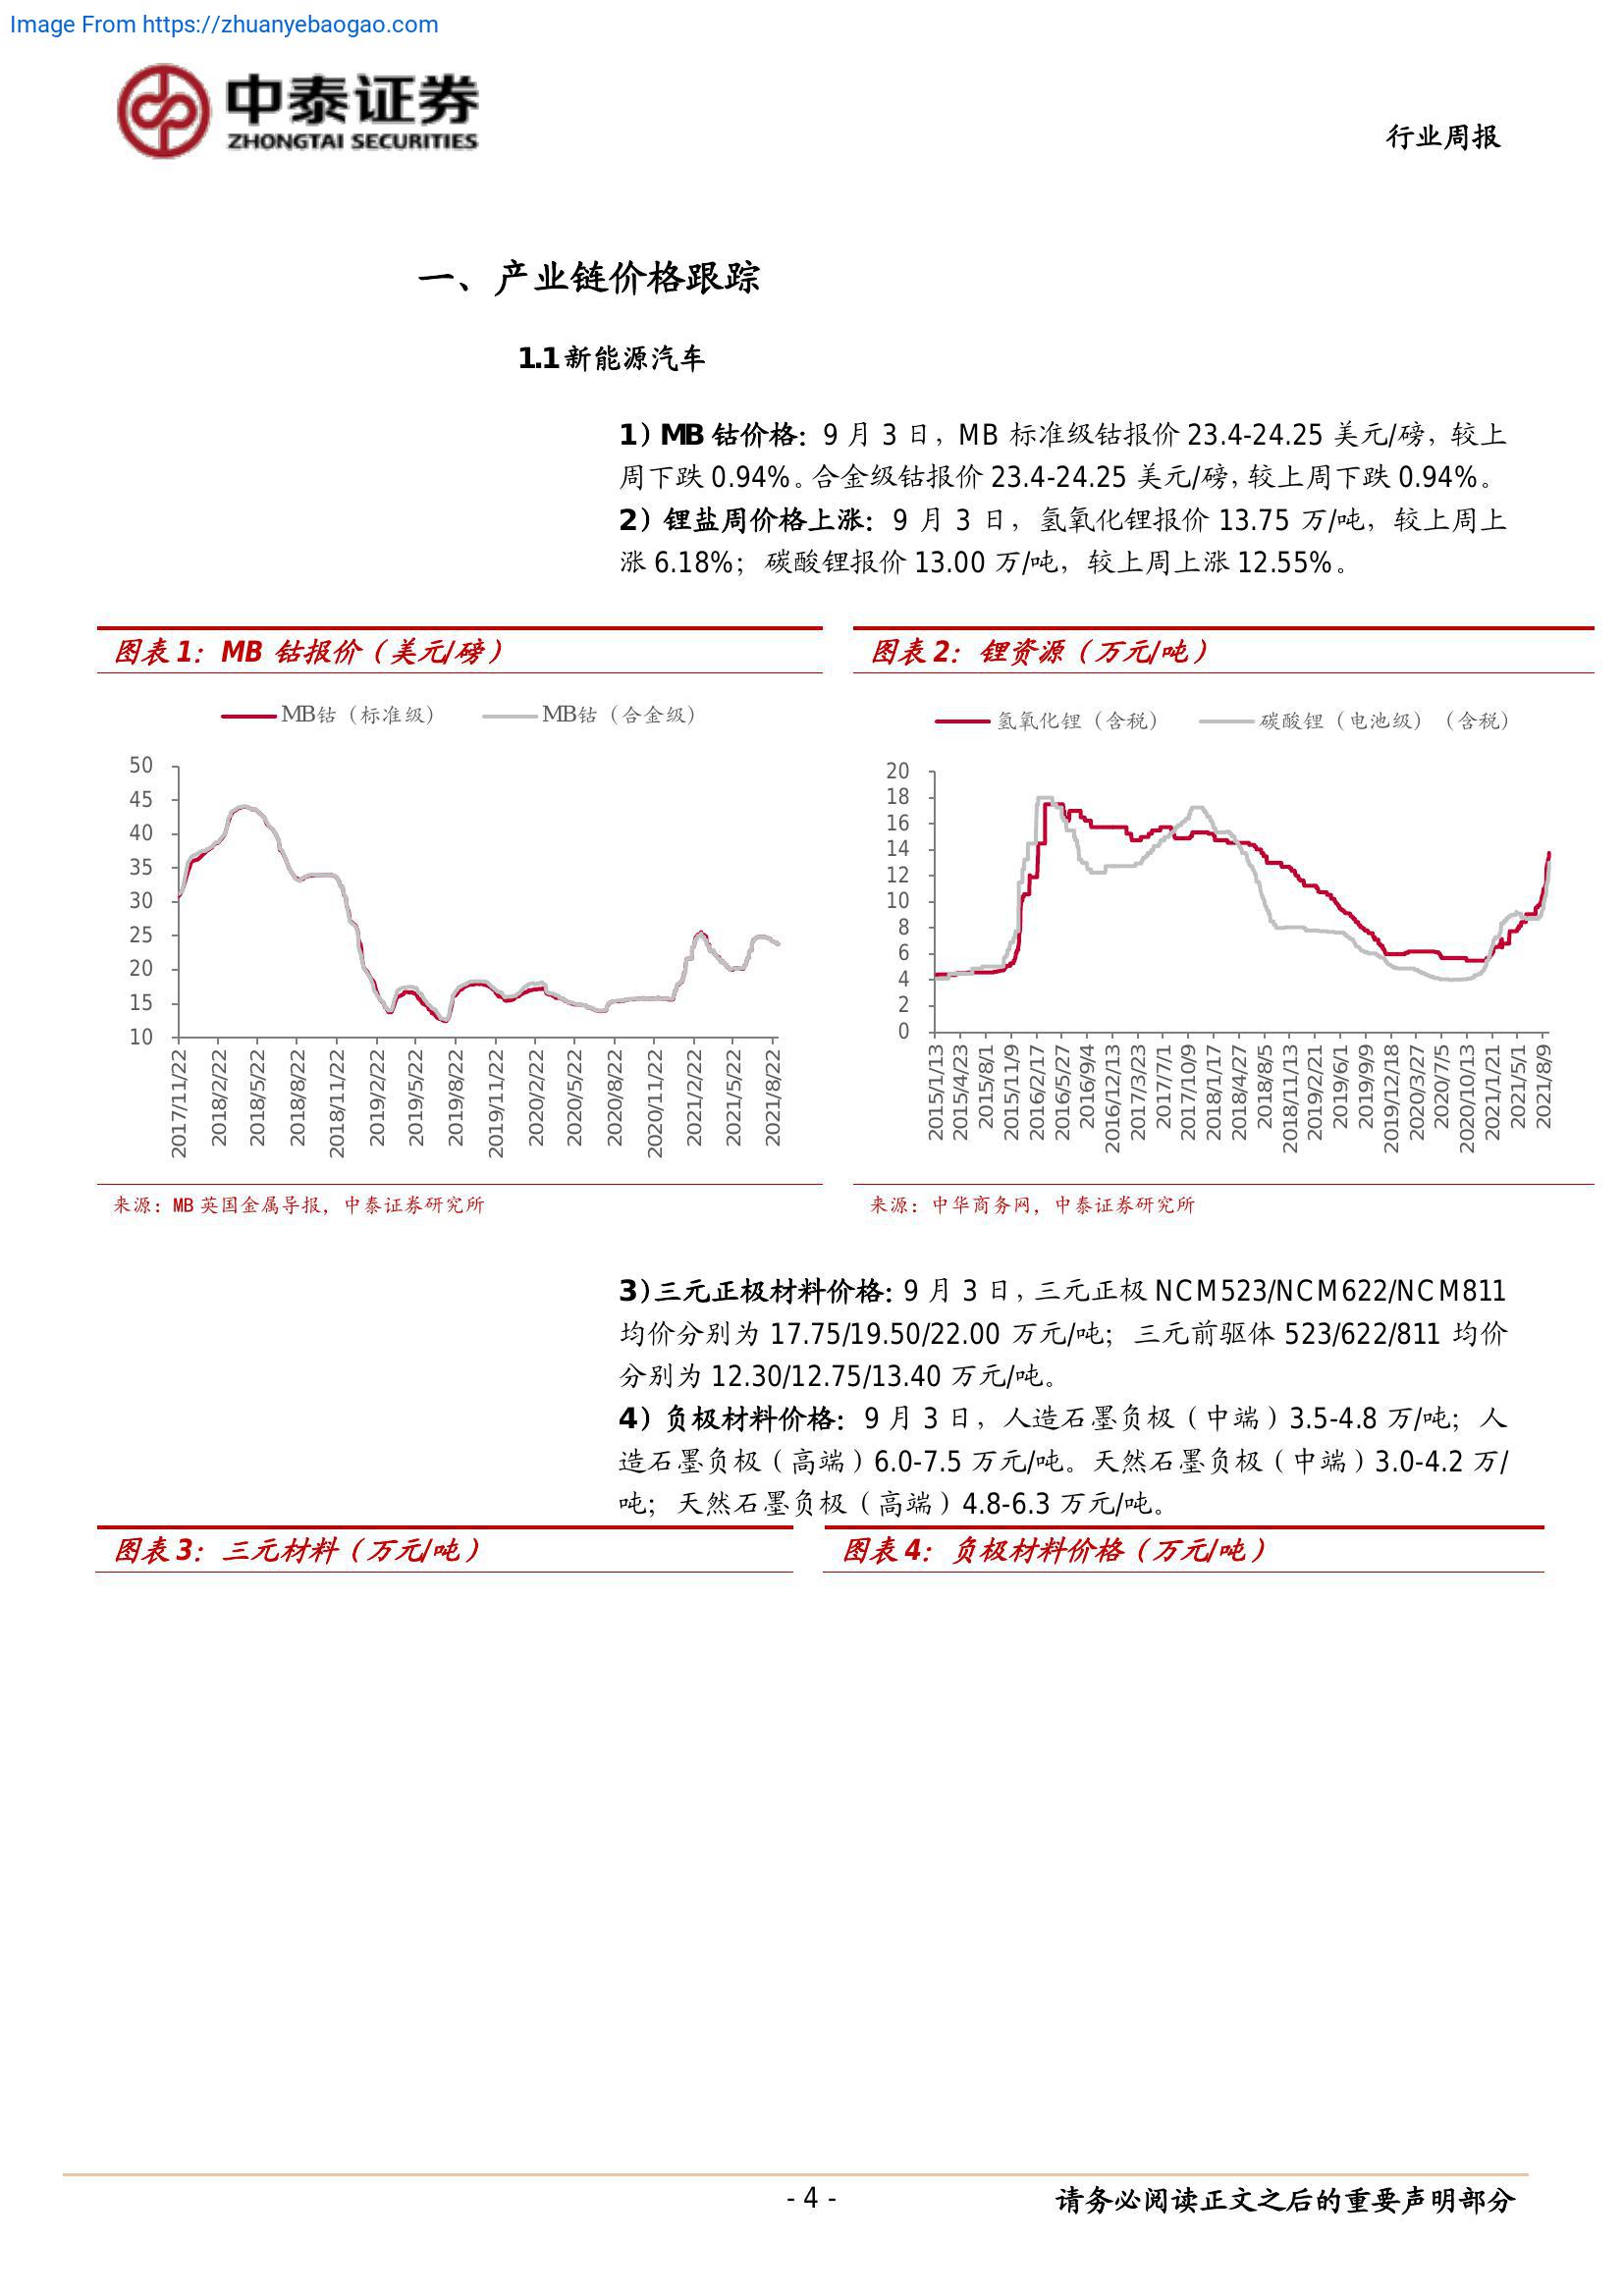 Image From https://zhuanyebaogao.com
中泰证券
ZHONGTAI SECURITIES
行业周报
一、产业链价格跟踪
1.1 新能源汽车
1）MB 钴价格：9 月 3 日，MB 标准级钴报价 23.4-24.25 美元/磅，较上
周下跌 0.94%。合金级钴报价 23.4-24.25 美元/磅，较上周下跌 0.94%。
2）锂盐周价格上涨：9 月 3 日，氢氧化锂报价 13.75 万/吨，较上周上
涨 6.18%；碳酸锂报价 13.00 万/吨，较上周上涨 12.55%。
图表 1：MB 钴报价（美元/磅）
MB钴（标准级） MB钴（合金级）
50
45
40
35
30
25
20
15
10
2017/11/22
2018/2/22
2018/5/22
2018/8/22
2018/11/22
2019/2/22
2019/5/22
2019/8/22
2019/11/22
2020/2/22
2020/5/22
2020/8/22
2020/11/22
2021/2/22
2021/5/22
2021/8/22
来源：MB 英国金属导报，中泰证券研究所
图表 2：锂资源（万元/吨）
氢氧化锂（含税） 碳酸锂（电池级）（含税）
20
18
16
14
12
10
8
6
4
2
0
2015/1/13
2015/4/23
2015/8/1
2015/11/9
2016/2/17
2016/5/27
2016/9/4
2016/12/13
2017/3/23
2017/7/1
2017/10/9
2018/1/17
2018/4/27
2018/8/5
2018/11/13
2019/2/21
2019/6/1
2019/9/9
2019/12/18
2020/3/27
2020/7/5
2020/10/13
2021/1/21
2021/5/1
2021/8/9
来源：中华商务网，中泰证券研究所
3）三元正极材料价格：9 月 3 日，三元正极 NCM523/NCM622/NCM811
均价分别为 17.75/19.50/22.00 万元/吨；三元前驱体 523/622/811 均价
分别为 12.30/12.75/13.40 万元/吨。
4）负极材料价格：9 月 3 日，人造石墨负极（中端）3.5-4.8 万/吨；人
造石墨负极（高端）6.0-7.5 万元/吨。天然石墨负极（中端）3.0-4.2 万/
吨；天然石墨负极（高端）4.8-6.3 万元/吨。
图表 3：三元材料（万元/吨）
图表 4：负极材料价格（万元/吨）
- 4 -
请务必阅读正文之后的重要声明部分